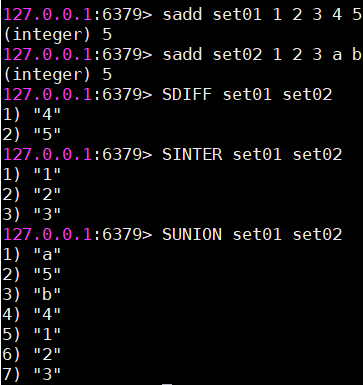 127.0.0.1:6379> sadd set01 1 2 3 4 5
(integer) 5
127.0.0.1:6379> sadd set02 1 2 3 a b
(integer) 5
127.0.0.1:6379> SDIFF set01 set02
1) "4"
2) "5"
127.0.0.1:6379> SINTER set01 set02
1) "1"
2) "2"
3) "3"
127.0.0.1:6379> SUNION set01 set02
1) "a"
2) "5"
3) "b"
4) "4"
5) "1"
6) "2"
7) "3"